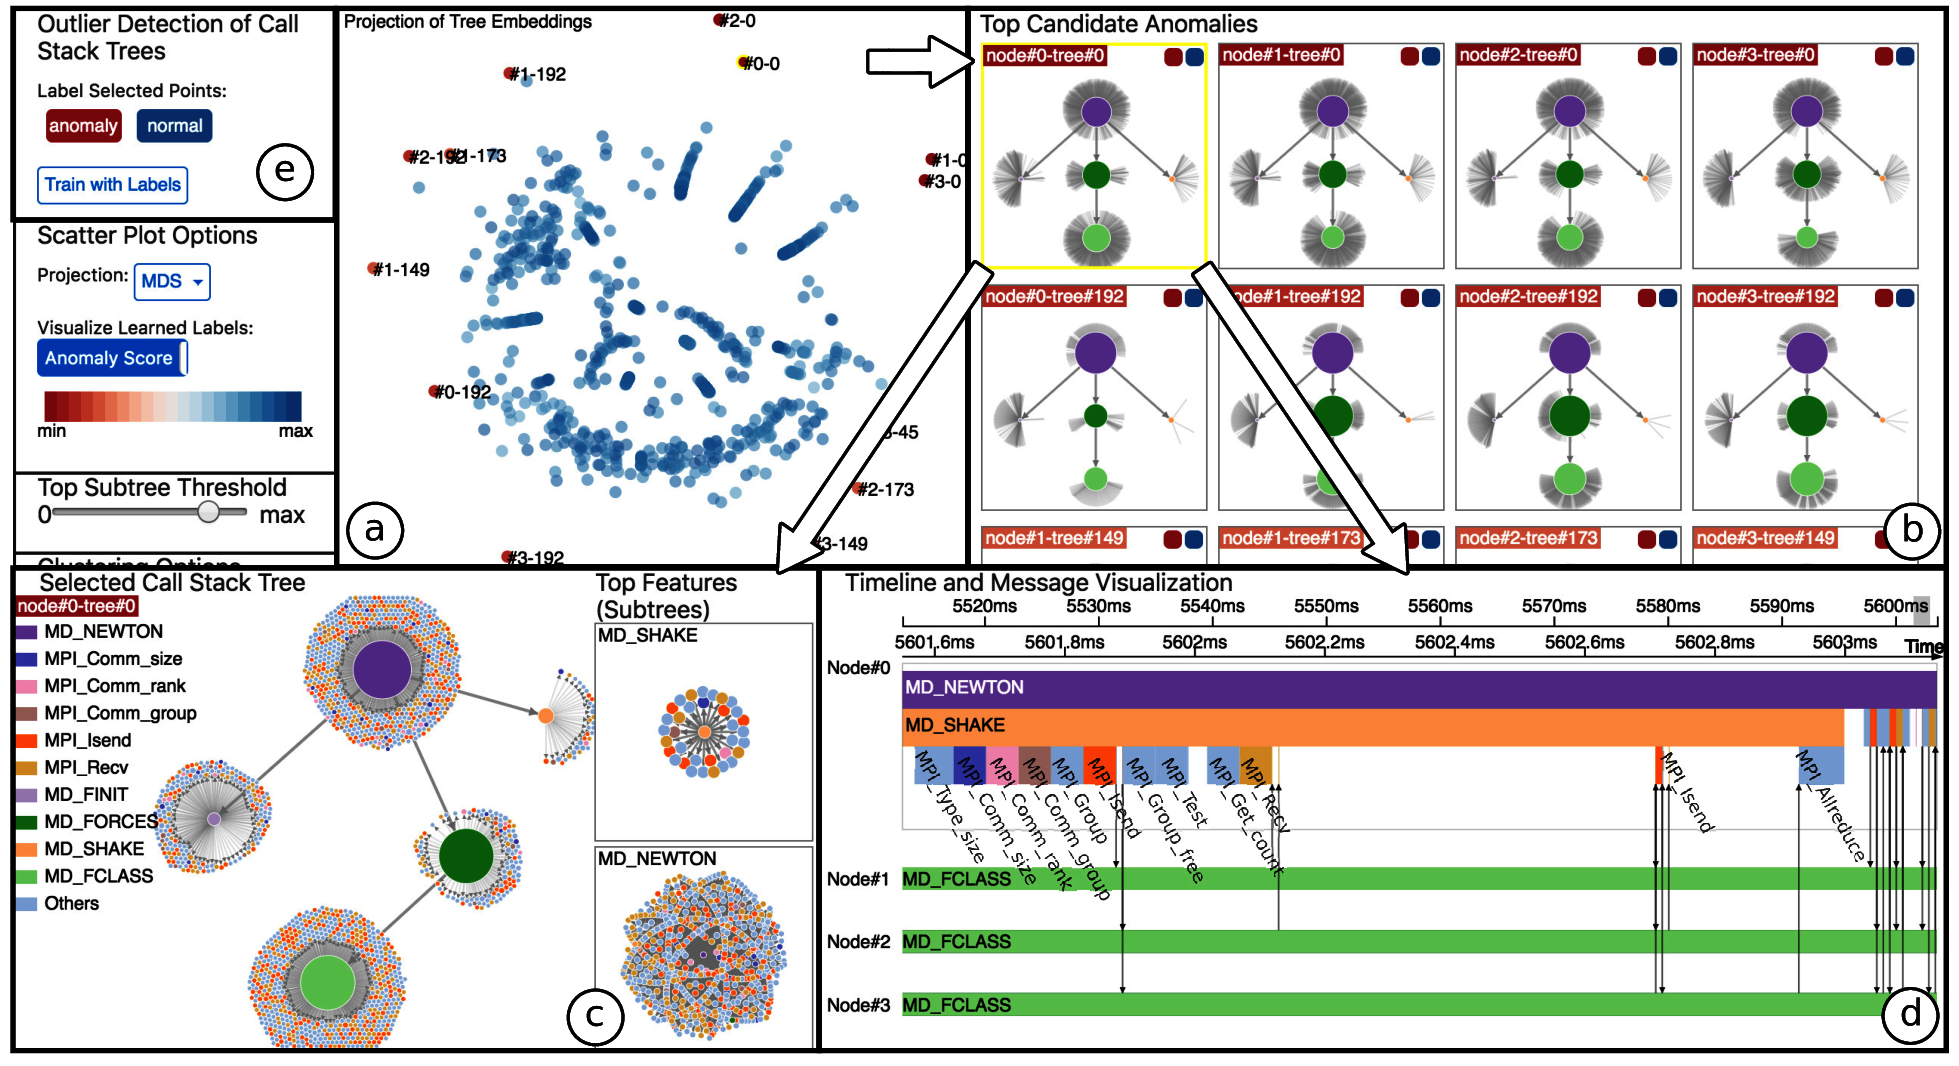 Outlier Detection of Call
Stack Trees
Label Selected Points:
anomaly
normal
Train with Labels
e
Scatter Plot Options
Projection:
MDS
Visualize Learned Labels:
Anomaly Score
min
max
Top Subtree Threshold
0
max
Clustering Options
Projection of Tree Embeddings
#2-0
#0-0
#1-192
#2-192
#1-173
#1-0
#3-0
#1-149
#0-192
-45
#2-173
#3-149
#3-192
a
Top Candidate Anomalies
node#0-tree#0
node#1-tree#0
node#2-tree#0
node#3-tree#0
node#0-tree#192
node#1-tree#192
node#2-tree#192
node#3-tree#192
node#1-tree#149
node#1-tree#173
node#2-tree#173
node#3-tree#149
b
Selected Call Stack Tree
node#0-tree#0
MD_NEWTON
MPI_Comm_size
MPI_Comm_rank
MPI_Comm_group
MPI_Isend
MPI_Recv
MD_FINIT
MD_FORCES
MD_SHAKE
MD_FCLASS
Others
Top Features
(Subtrees)
MD_SHAKE
MD_NEWTON
c
Timeline and Message Visualization
5520ms 5530ms 5540ms 5550ms 5560ms 5570ms 5580ms 5590ms 5600ms
5601.6ms 5601.8ms 5602ms 5602.2ms 5602.4ms 5602.6ms 5602.8ms 5603ms Time
Node#0
MD_NEWTON
MD_SHAKE
MPI_Type_size
MPI_Comm_size
MPI_Comm_rank
MPI_Comm_group
MPI_Group
MPI_Isend
MPI_Group_free
MPI_Test
MPI_Get_count
MPI_Recv
MPI_Isend
MPI_Allreduce
Node#1
MD_FCLASS
Node#2
MD_FCLASS
Node#3
MD_FCLASS
d